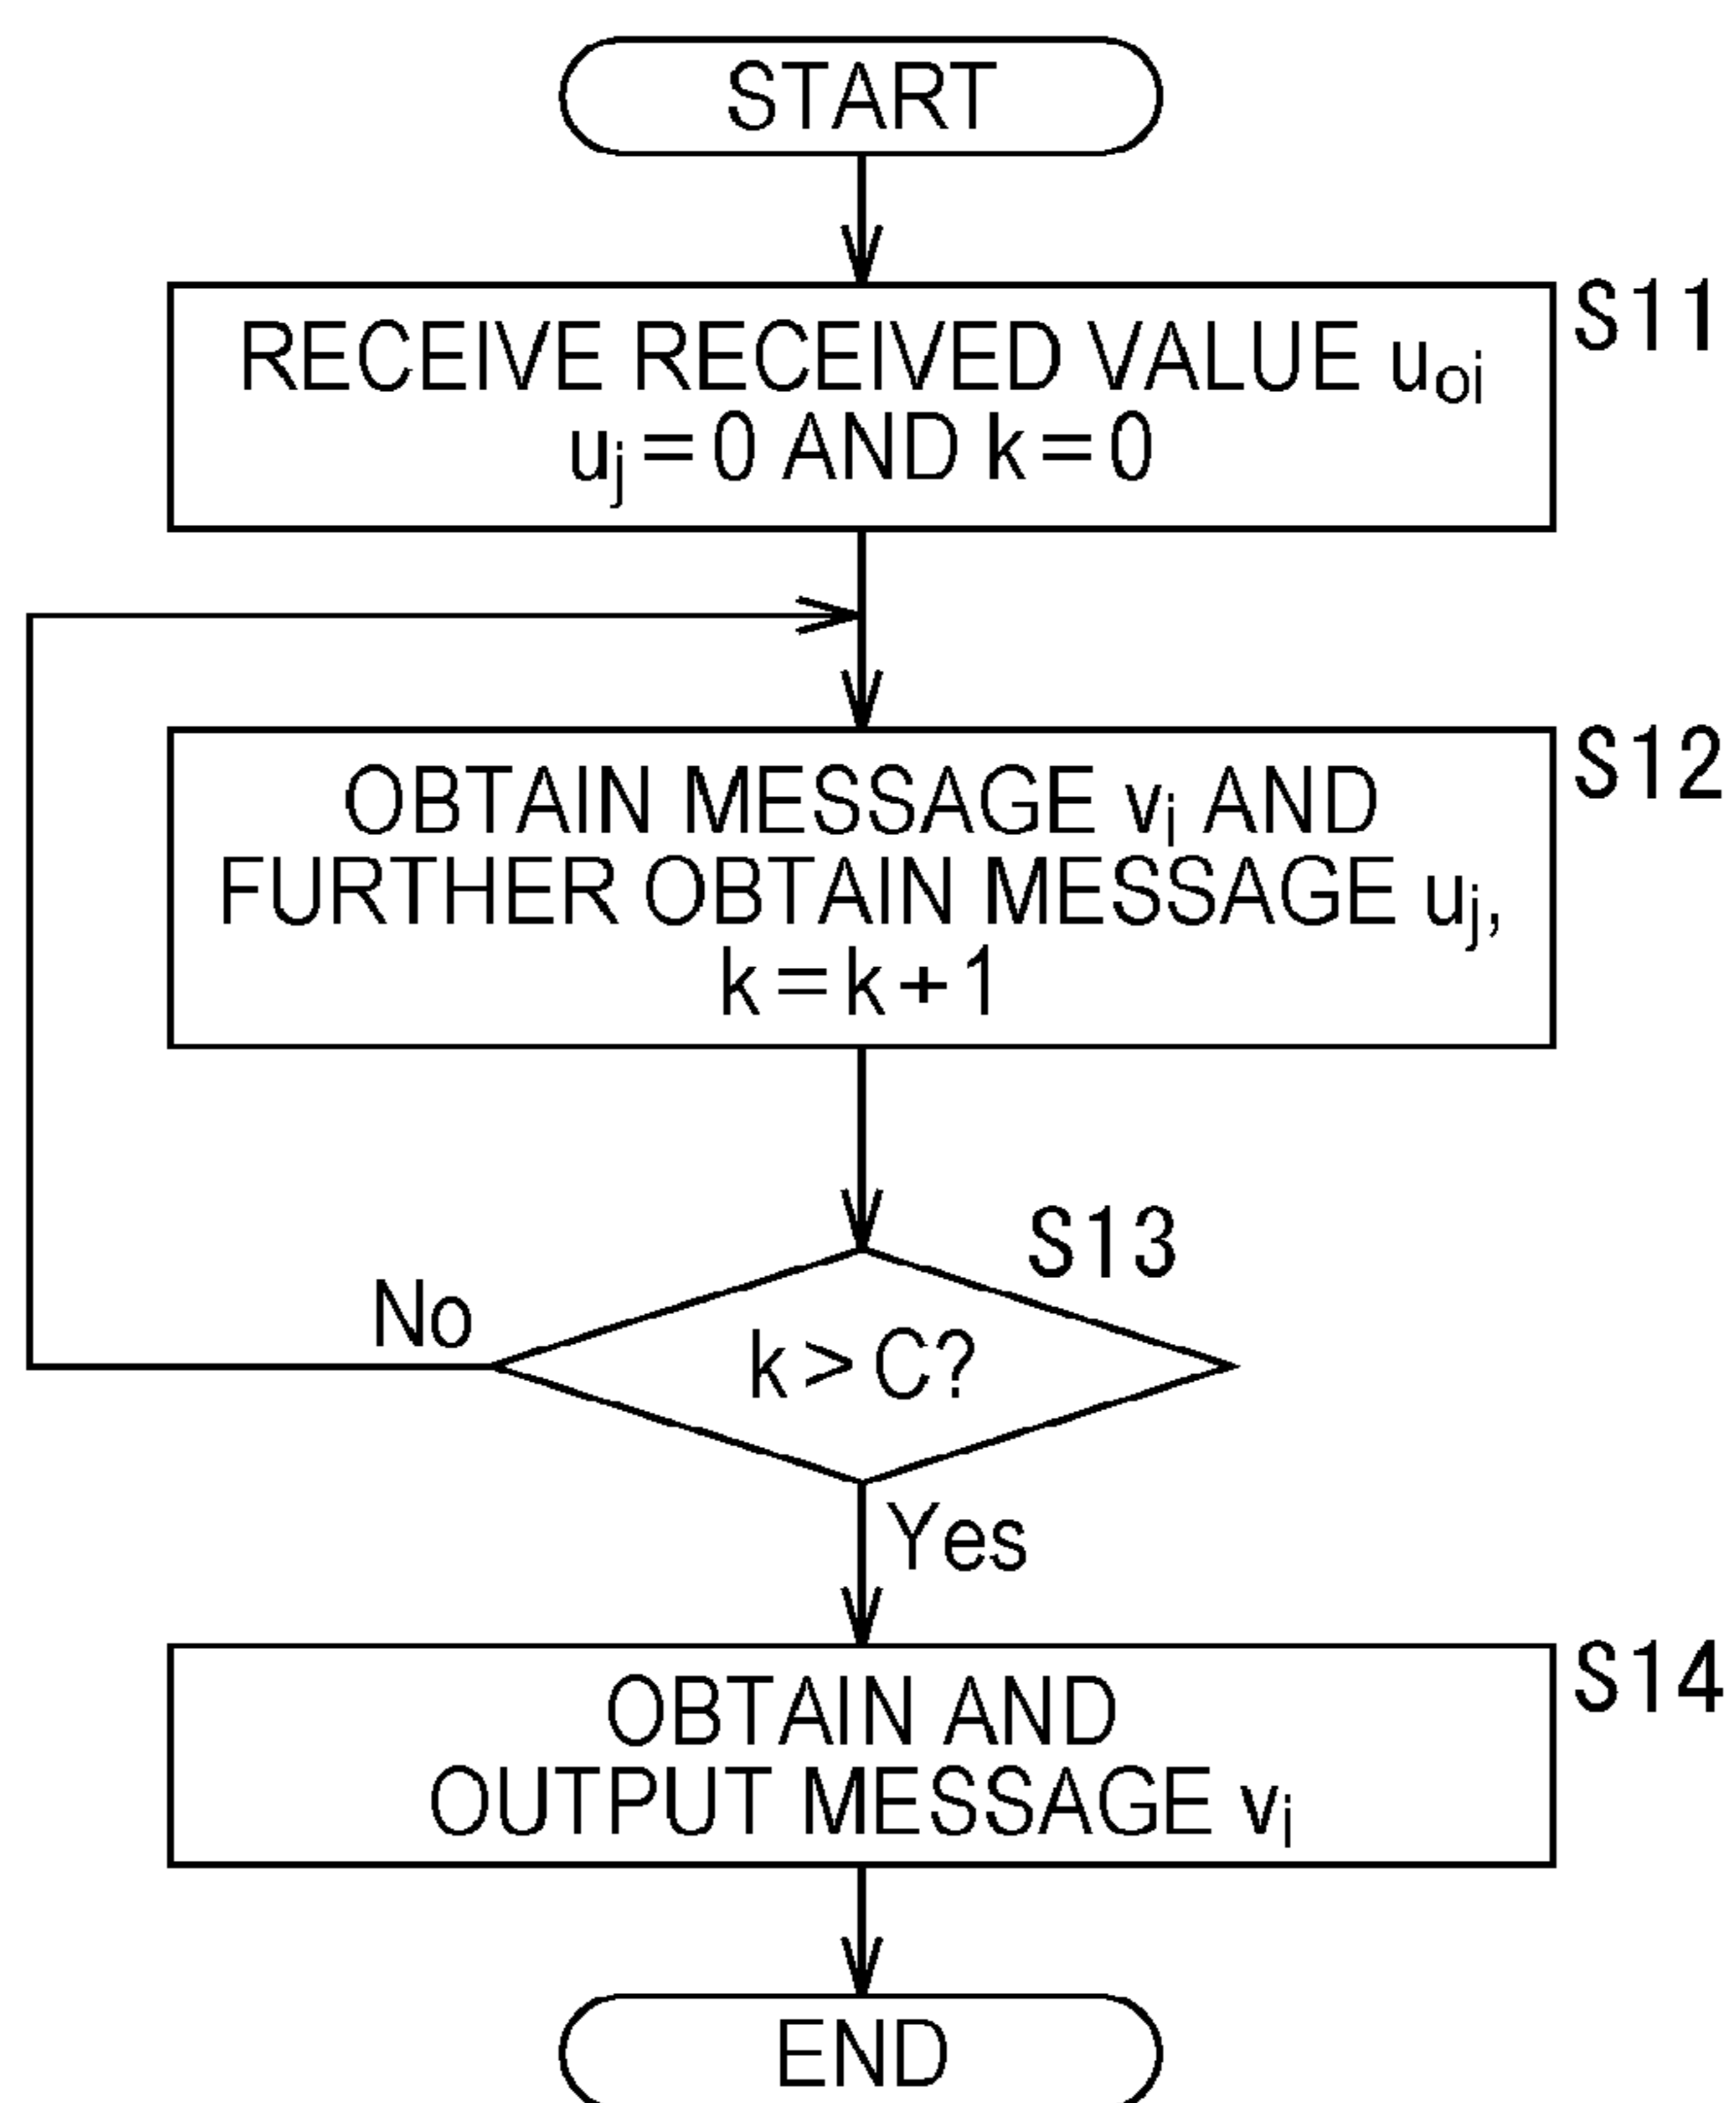 START
S11
RECEIVE RECEIVED VALUE uoi
uj=0 AND k=0
S12
OBTAIN MESSAGE vi AND
FURTHER OBTAIN MESSAGE uj,
k=k+1
S13
No
k>C?
Yes
S14
OBTAIN AND
OUTPUT MESSAGE vi
END